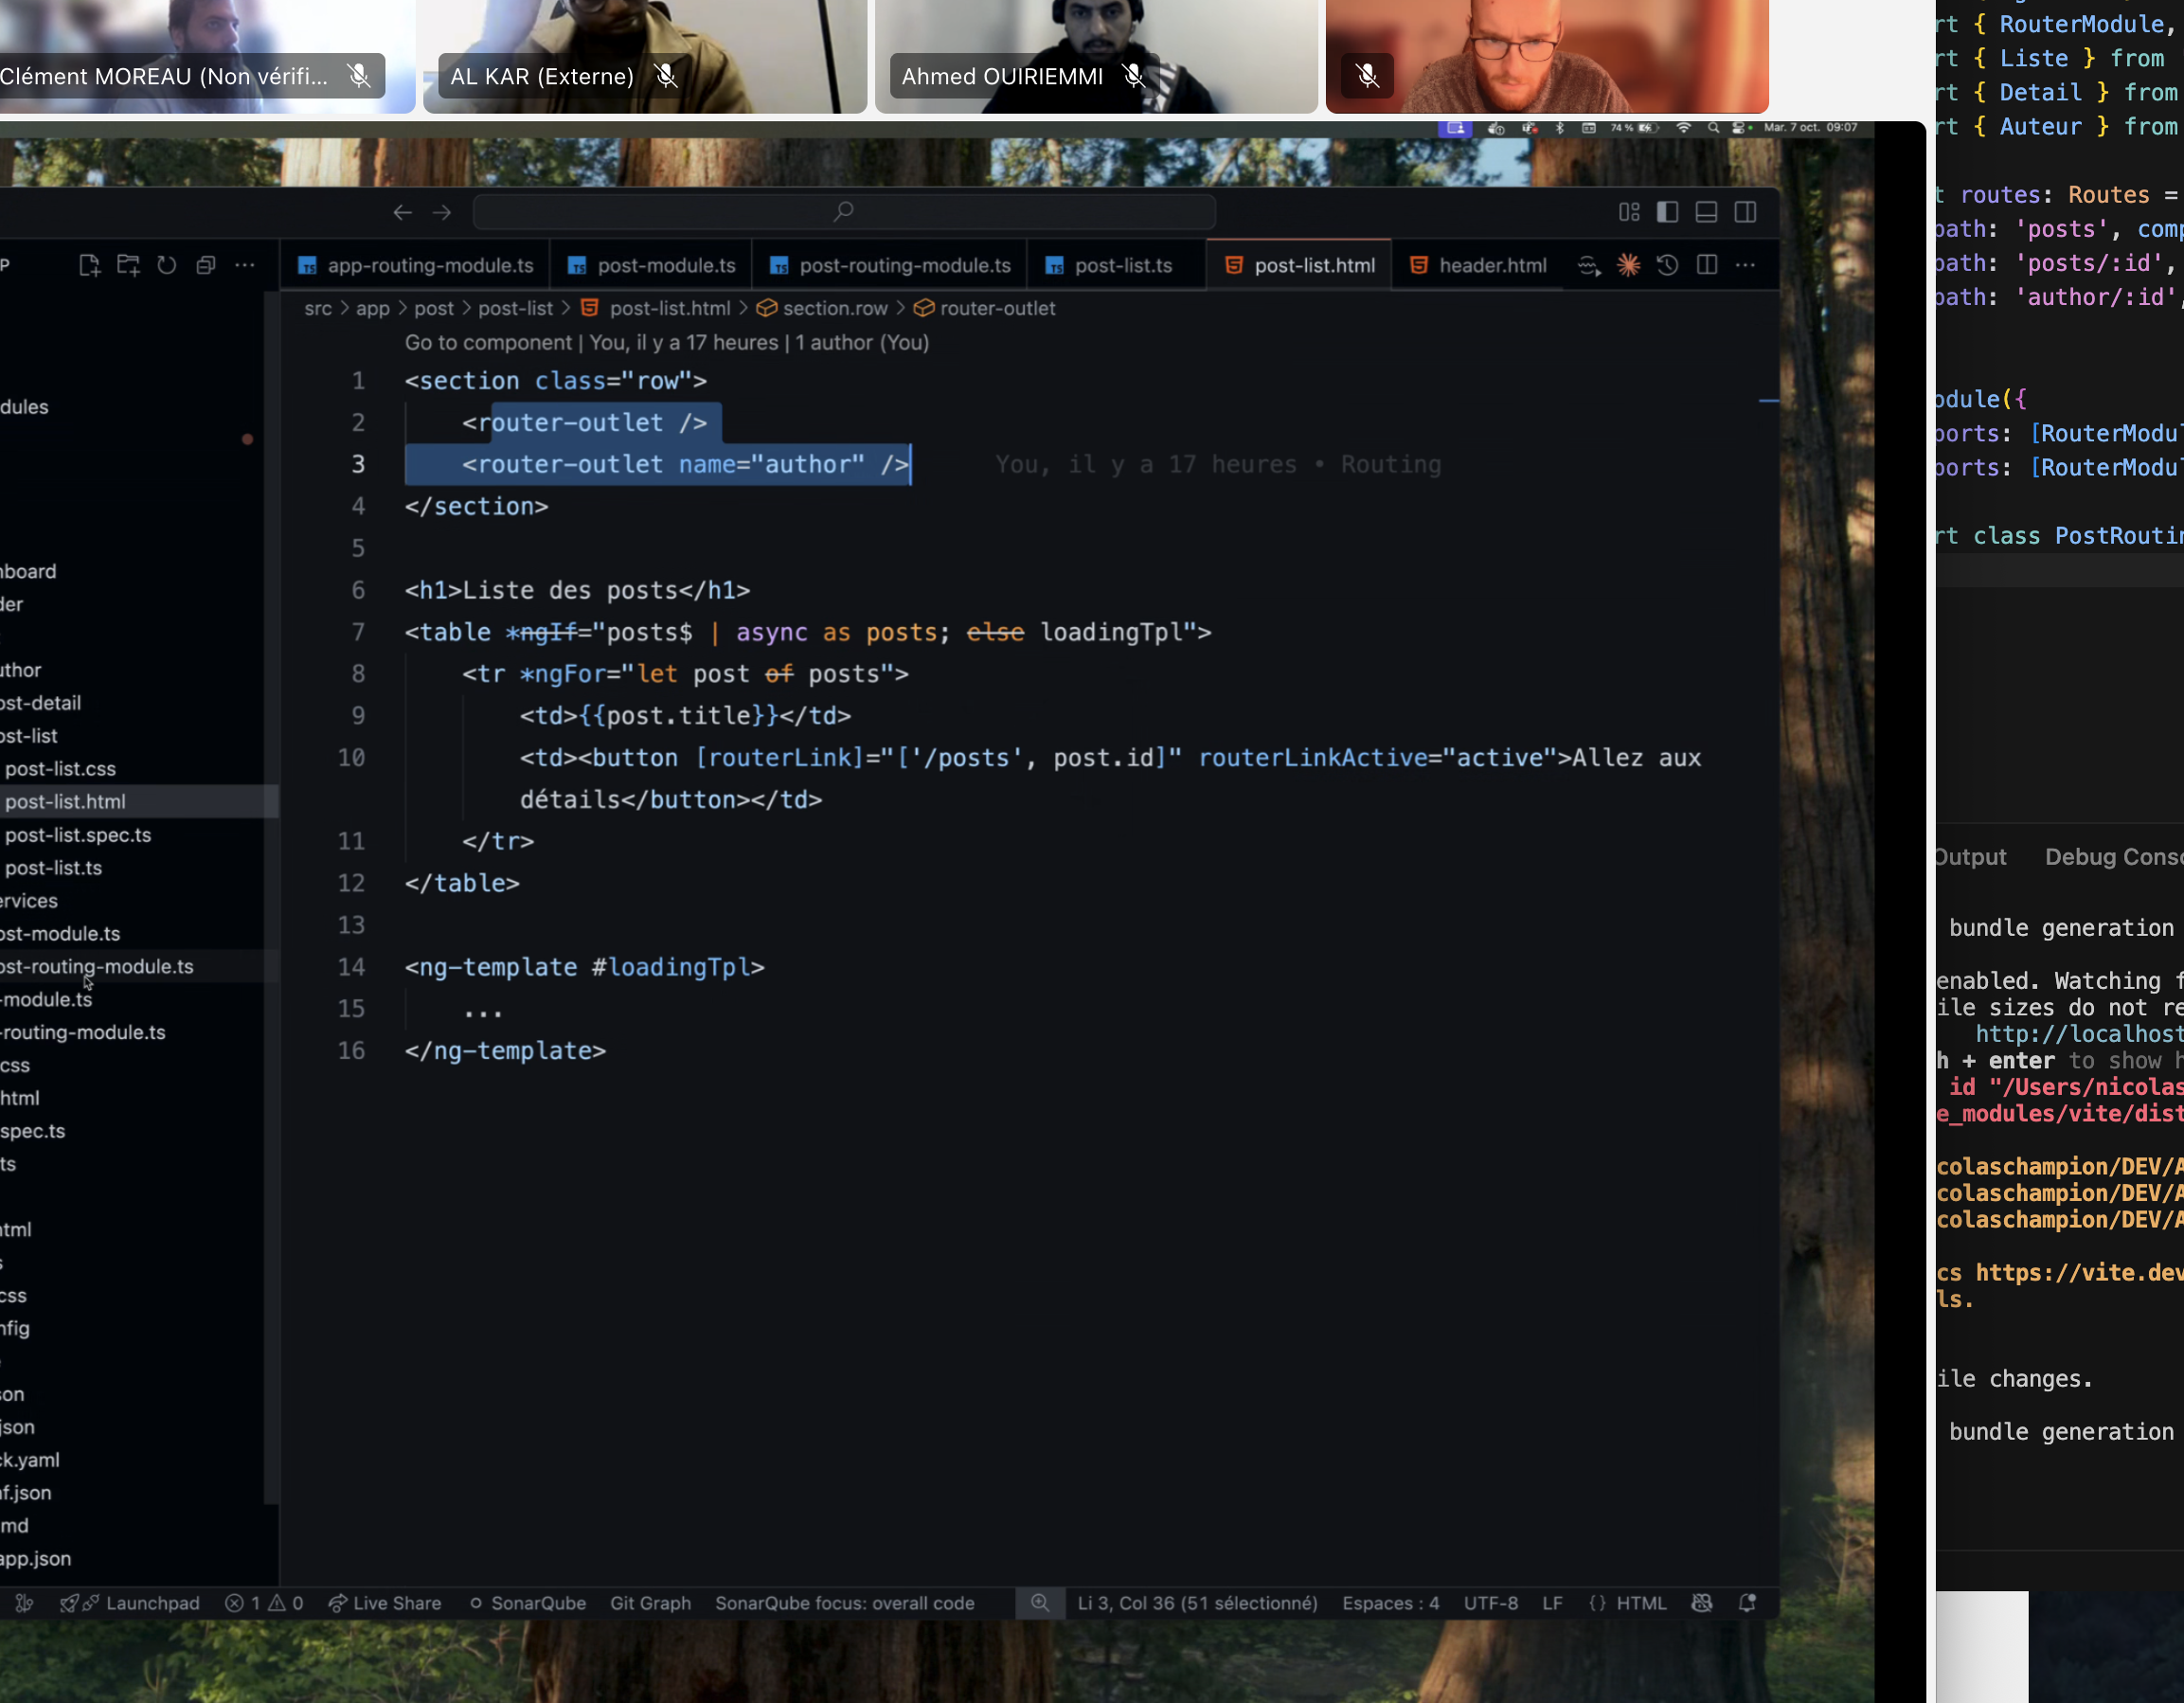 Clément MOREAU (Non vérifi...
AL KAR (Externe)
Ahmed OUIRIEMMI
74 % Mar. 7 oct. 09:07
P
app-routing-module.ts
post-module.ts
post-routing-module.ts
post-list.ts
post-list.html
header.html
src > app > post > post-list > post-list.html > section.row > router-outlet
Go to component | You, il y a 17 heures | 1 author (You)
1 <section class="row">
2 <router-outlet />
3 <router-outlet name="author" /> You, il y a 17 heures • Routing
4 </section>
5
6 <h1>Liste des posts</h1>
7 <table *ngIf="posts$ | async as posts; else loadingTpl">
8 <tr *ngFor="let post of posts">
9 <td>{{post.title}}</td>
10 <td><button [routerLink]="['/posts', post.id]" routerLinkActive="active">Allez aux
détails</button></td>
11 </tr>
12 </table>
13
14 <ng-template #loadingTpl>
15 ...
16 </ng-template>
dules
board
der
uthor
ost-detail
ost-list
post-list.css
post-list.html
post-list.spec.ts
post-list.ts
ervices
ost-module.ts
ost-routing-module.ts
-module.ts
-routing-module.ts
css
html
spec.ts
ts
html
s
css
nfig
son
json
ck.yaml
nf.json
md
app.json
Launchpad
1
0
Live Share
SonarQube
Git Graph
SonarQube focus: overall code
Li 3, Col 36 (51 sélectionné)
Espaces : 4
UTF-8
LF
{} HTML
rt { RouterModule,
rt { Liste } from
rt { Detail } from
rt { Auteur } from
t routes: Routes =
path: 'posts', comp
path: 'posts/:id',
path: 'author/:id',
odule({
ports: [RouterModul
ports: [RouterModul
rt class PostRoutin
Output
Debug Conso
bundle generation
enabled. Watching f
ile sizes do not re
http://localhost
h + enter to show h
id "/Users/nicolas
e_modules/vite/dist
colaschampion/DEV/A
colaschampion/DEV/A
colaschampion/DEV/A
cs https://vite.dev
ls.
ile changes.
bundle generation